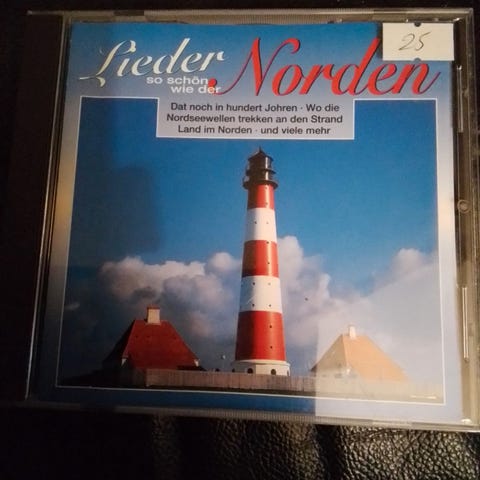 Lieder
so schön
wie der
Norden
25
Dat noch in hundert Johren · Wo die
Nordseewellen trekken an den Strand
Land im Norden · und viele mehr